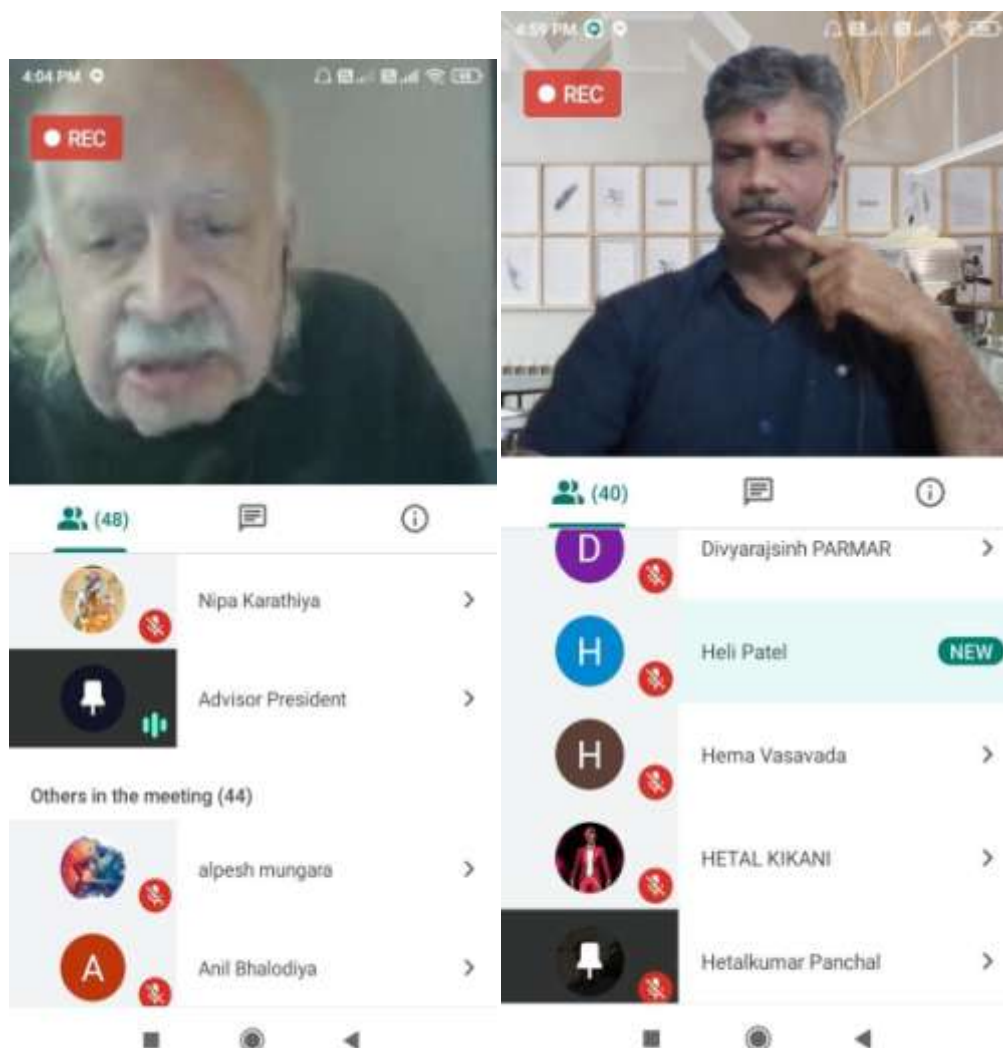 4:04 PM
REC
(48)
Nipa Karathiya
Advisor President
Others in the meeting (44)
alpesh mungara
A
Anil Bhalodiya
4:59 PM
REC
(40)
D
Divyarajsinh PARMAR
H
Heli Patel
NEW
H
Hema Vasavada
HETAL KIKANI
Hetalkumar Panchal